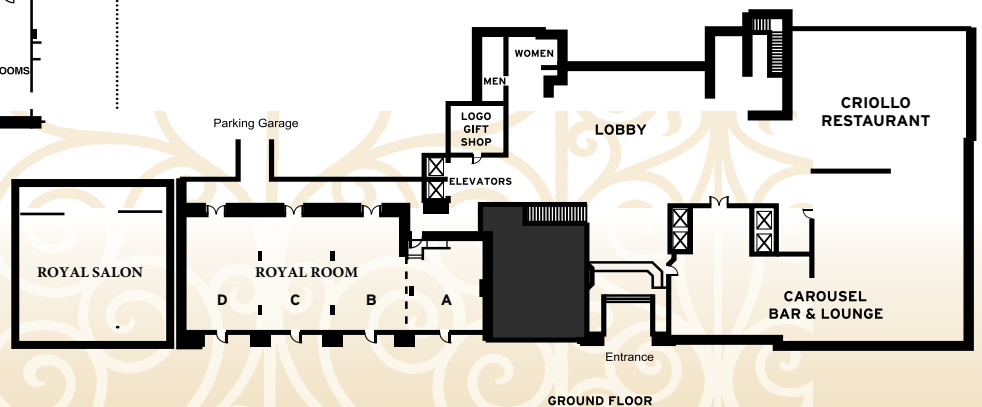 OOMS
WOMEN
MEN
LOGO
GIFT
SHOP
Parking Garage
LOBBY
CRIOLLO
RESTAURANT
ELEVATORS
ROYAL SALON
ROYAL ROOM
D
C
B
A
CAROUSEL
BAR & LOUNGE
Entrance
GROUND FLOOR